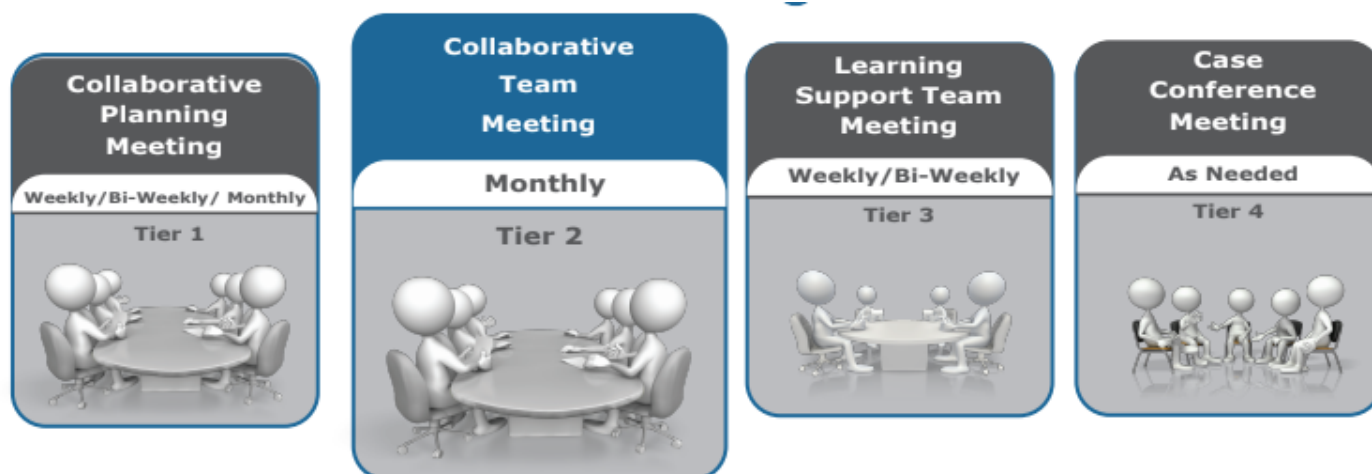 Collaborative
Planning
Meeting
Weekly/Bi-Weekly/ Monthly
Tier 1
Collaborative
Team
Meeting
Monthly
Tier 2
Learning
Support Team
Meeting
Weekly/Bi-Weekly
Tier 3
Case
Conference
Meeting
As Needed
Tier 4